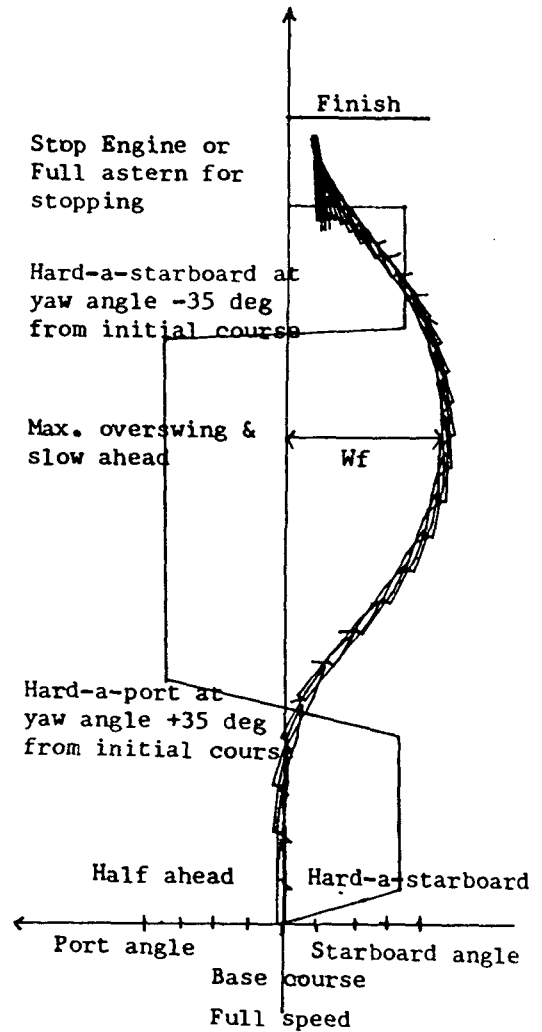 Finish
Stop Engine or
Full astern for
stopping
Hard-a-starboard at
yaw angle -35 deg
from initial course
Max. overswing &
slow ahead
Wf
Hard-a-port at
yaw angle +35 deg
from initial cours
Half ahead
Hard-a-starboard
Port angle
Starboard angle
Base course
Full speed